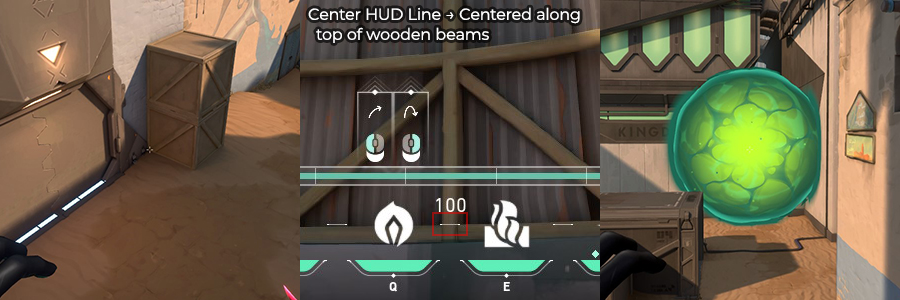 Center HUD Line → Centered along
top of wooden beams
KINGD
100
Q
E